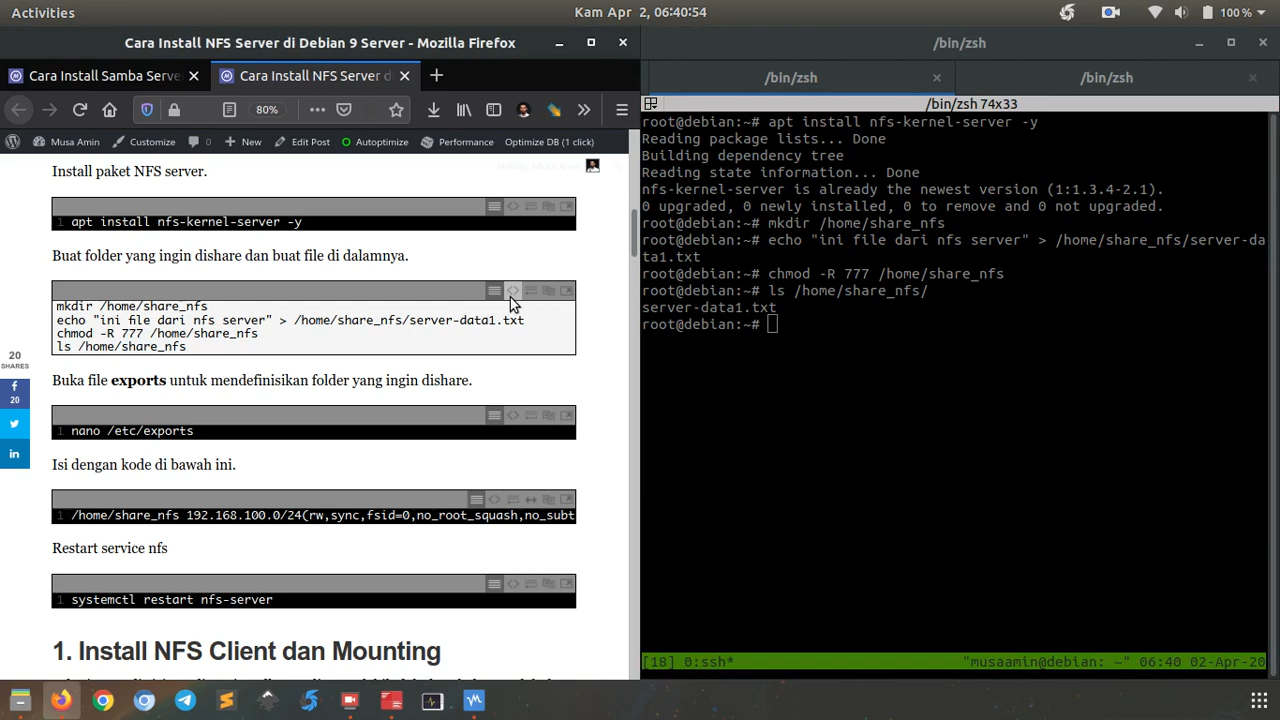 Activities
Kam Apr 2, 06:40:54
100 %
Cara Install NFS Server di Debian 9 Server - Mozilla Firefox
Cara Install Samba Serve
Cara Install NFS Server d
80%
Musa Amin
Customize
0
New
Edit Post
Autoptimize
Performance
Optimize DB (1 click)
Howdy, Musa Amin
Install paket NFS server.
1 apt install nfs-kernel-server -y
Buat folder yang ingin dishare dan buat file di dalamnya.
mkdir /home/share_nfs
echo "ini file dari nfs server" > /home/share_nfs/server-data1.txt
chmod -R 777 /home/share_nfs
ls /home/share_nfs
20
SHARES
20
Buka file exports untuk mendefinisikan folder yang ingin dishare.
1 nano /etc/exports
Isi dengan kode di bawah ini.
1 /home/share_nfs 192.168.100.0/24(rw,sync,fsid=0,no_root_squash,no_subt
Restart service nfs
1 systemctl restart nfs-server
1. Install NFS Client dan Mounting
/bin/zsh
/bin/zsh
/bin/zsh
/bin/zsh 74x33
root@debian:~# apt install nfs-kernel-server -y
Reading package lists... Done
Building dependency tree
Reading state information... Done
nfs-kernel-server is already the newest version (1:1.3.4-2.1).
0 upgraded, 0 newly installed, 0 to remove and 0 not upgraded.
root@debian:~# mkdir /home/share_nfs
root@debian:~# echo "ini file dari nfs server" > /home/share_nfs/server-da
ta1.txt
root@debian:~# chmod -R 777 /home/share_nfs
root@debian:~# ls /home/share_nfs/
server-data1.txt
root@debian:~#
[18] 0:ssh*
"musaamin@debian: ~" 06:40 02-Apr-20